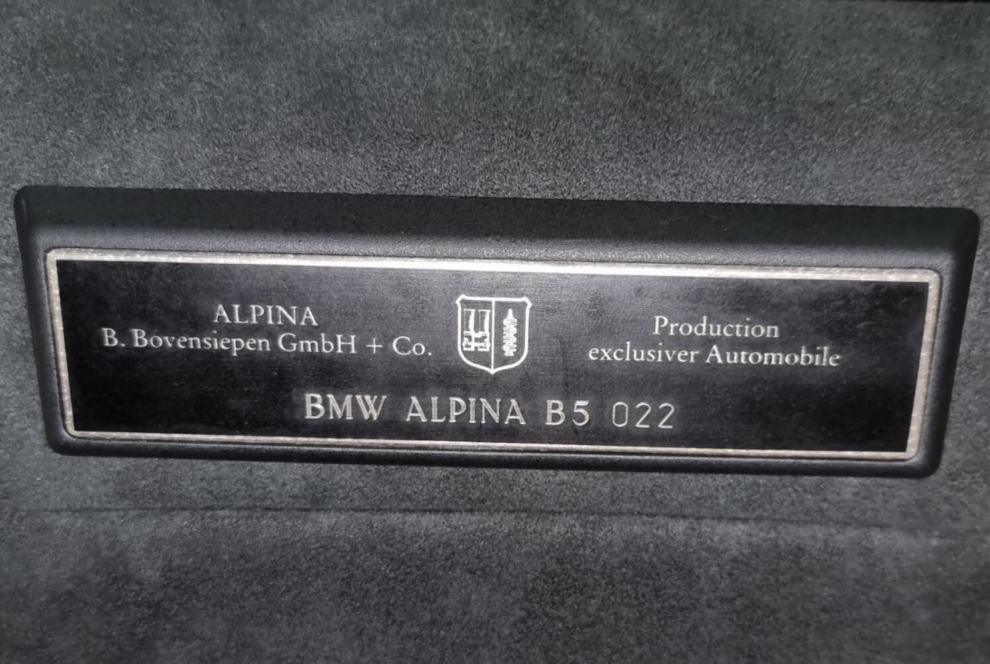 ALPINA
B. Bovensiepen GmbH + Co.
Production
exclusiver Automobile
BMW ALPINA B5 022